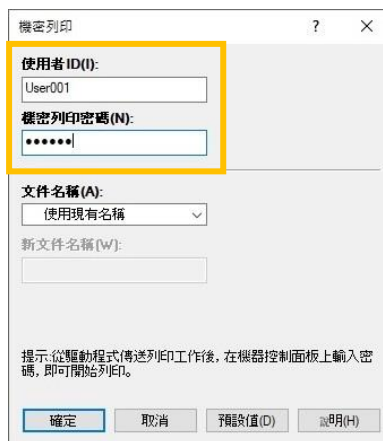 機密列印 ? ×
使用者ID(I):
User001
機密列印密碼(N):
••••••
文件名稱(A):
使用現有名稱
新文件名稱(W):
提示:從驅動程式傳送列印工作後, 在機器控制面板上輸入密
碼, 即可開始列印。
確定 取消 預設值(D) 說明(H)